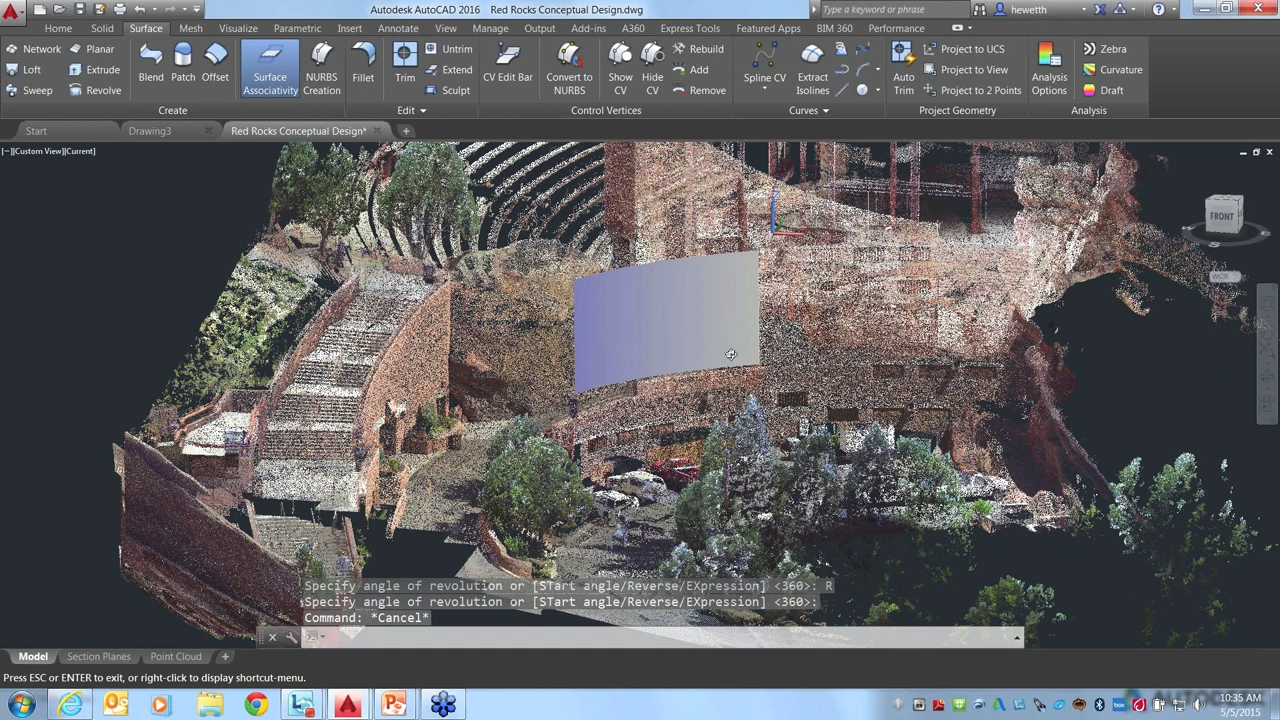 Autodesk AutoCAD 2016 Red Rocks Conceptual Design.dwg
Type a keyword or phrase
hewetth
Home Solid Surface Mesh Visualize Parametric Insert Annotate View Manage Output Add-ins A360 Express Tools Featured Apps BIM 360 Performance
Network Planar
Loft Extrude
Sweep Revolve
Blend Patch Offset
Surface
Associativity
NURBS
Creation
Fillet
Trim
Untrim
Extend
Sculpt
CV Edit Bar
Convert to
NURBS
Show
CV
Hide
CV
Rebuild
Add
Remove
Spline CV
Extract
Isolines
Auto
Trim
Project to UCS
Project to View
Project to 2 Points
Analysis
Options
Zebra
Curvature
Draft
Create Edit Control Vertices Curves Project Geometry Analysis
Start Drawing3 Red Rocks Conceptual Design*
[−][Custom View][Current]
FRONT
S
Specify angle of revolution or [STart angle/Reverse/EXpression] <360>: R
Specify angle of revolution or [STart angle/Reverse/EXpression] <360>:
Command: *Cancel*
Model Section Planes Point Cloud
Press ESC or ENTER to exit, or right-click to display shortcut-menu.
10:35 AM
5/5/2015